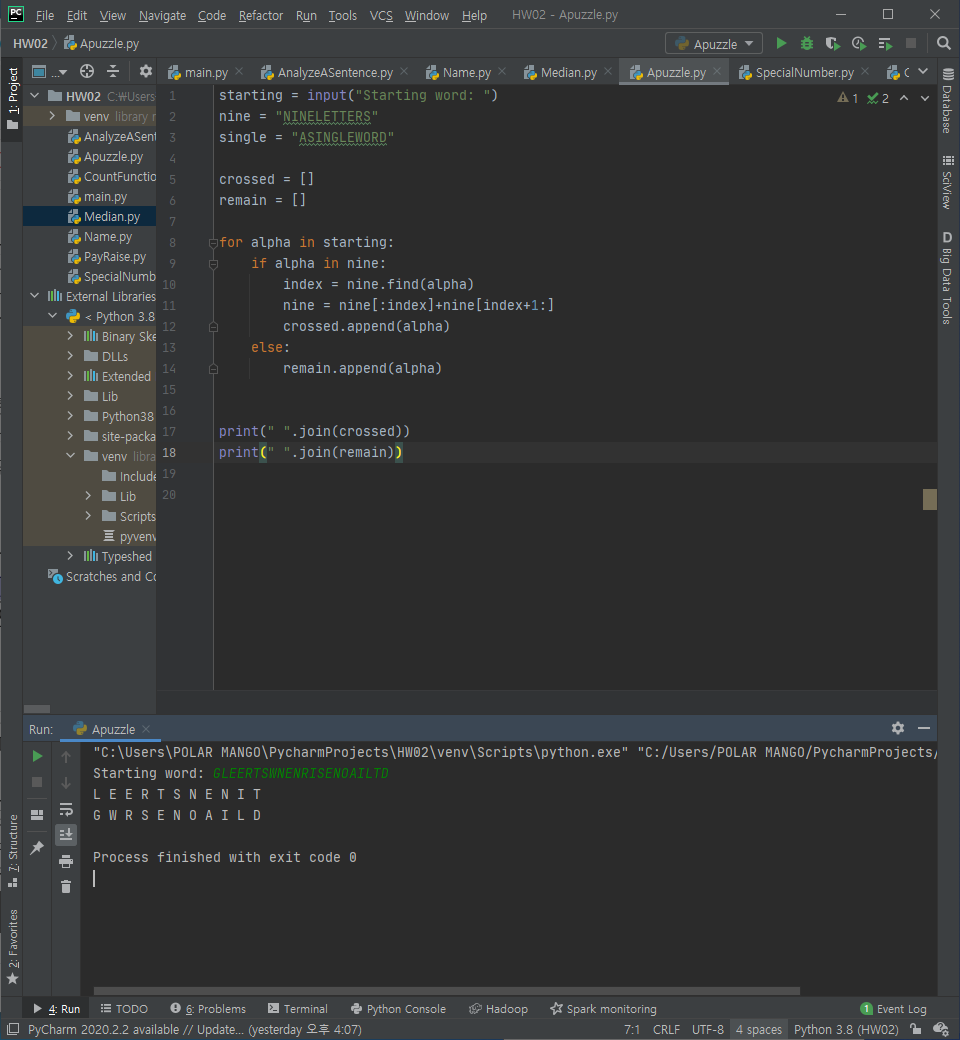 PC File Edit View Navigate Code Refactor Run Tools VCS Window Help HW02 - Apuzzle.py
HW02 Apuzzle.py Apuzzle
1: Project
...
main.py AnalyzeASentence.py Name.py Median.py Apuzzle.py SpecialNumber.py C
HW02 C:₩Users
venv library r
AnalyzeASent
Apuzzle.py
CountFunctio
main.py
Median.py
Name.py
PayRaise.py
SpecialNumb
External Libraries
< Python 3.8
Binary Ske
DLLs
Extended
Lib
Python38
site-packa
venv libra
Include
Lib
Scripts
pyvenv
Typeshed
Scratches and Co
1 starting = input("Starting word: ")
2 nine = "NINELETTERS"
3 single = "ASINGLEWORD"
4
5 crossed = []
6 remain = []
7
8 for alpha in starting:
9 if alpha in nine:
10 index = nine.find(alpha)
11 nine = nine[:index]+nine[index+1:]
12 crossed.append(alpha)
13 else:
14 remain.append(alpha)
15
16
17 print(" ".join(crossed))
18 print(" ".join(remain))
19
20
1 2
Database
SciView
D Big Data Tools
Run: Apuzzle
"C:\Users\POLAR MANGO\PycharmProjects\HW02\venv\Scripts\python.exe" "C:/Users/POLAR MANGO/PycharmProjects/
Starting word: GLEERTSWNENRISENOAILTD
L E E R T S N E N I T
G W R S E N O A I L D
Process finished with exit code 0
7: Structure
2: Favorites
4: Run TODO 6: Problems Terminal Python Console Hadoop Spark monitoring 1 Event Log
PyCharm 2020.2.2 available // Update... (yesterday 오후 4:07) 7:1 CRLF UTF-8 4 spaces Python 3.8 (HW02)